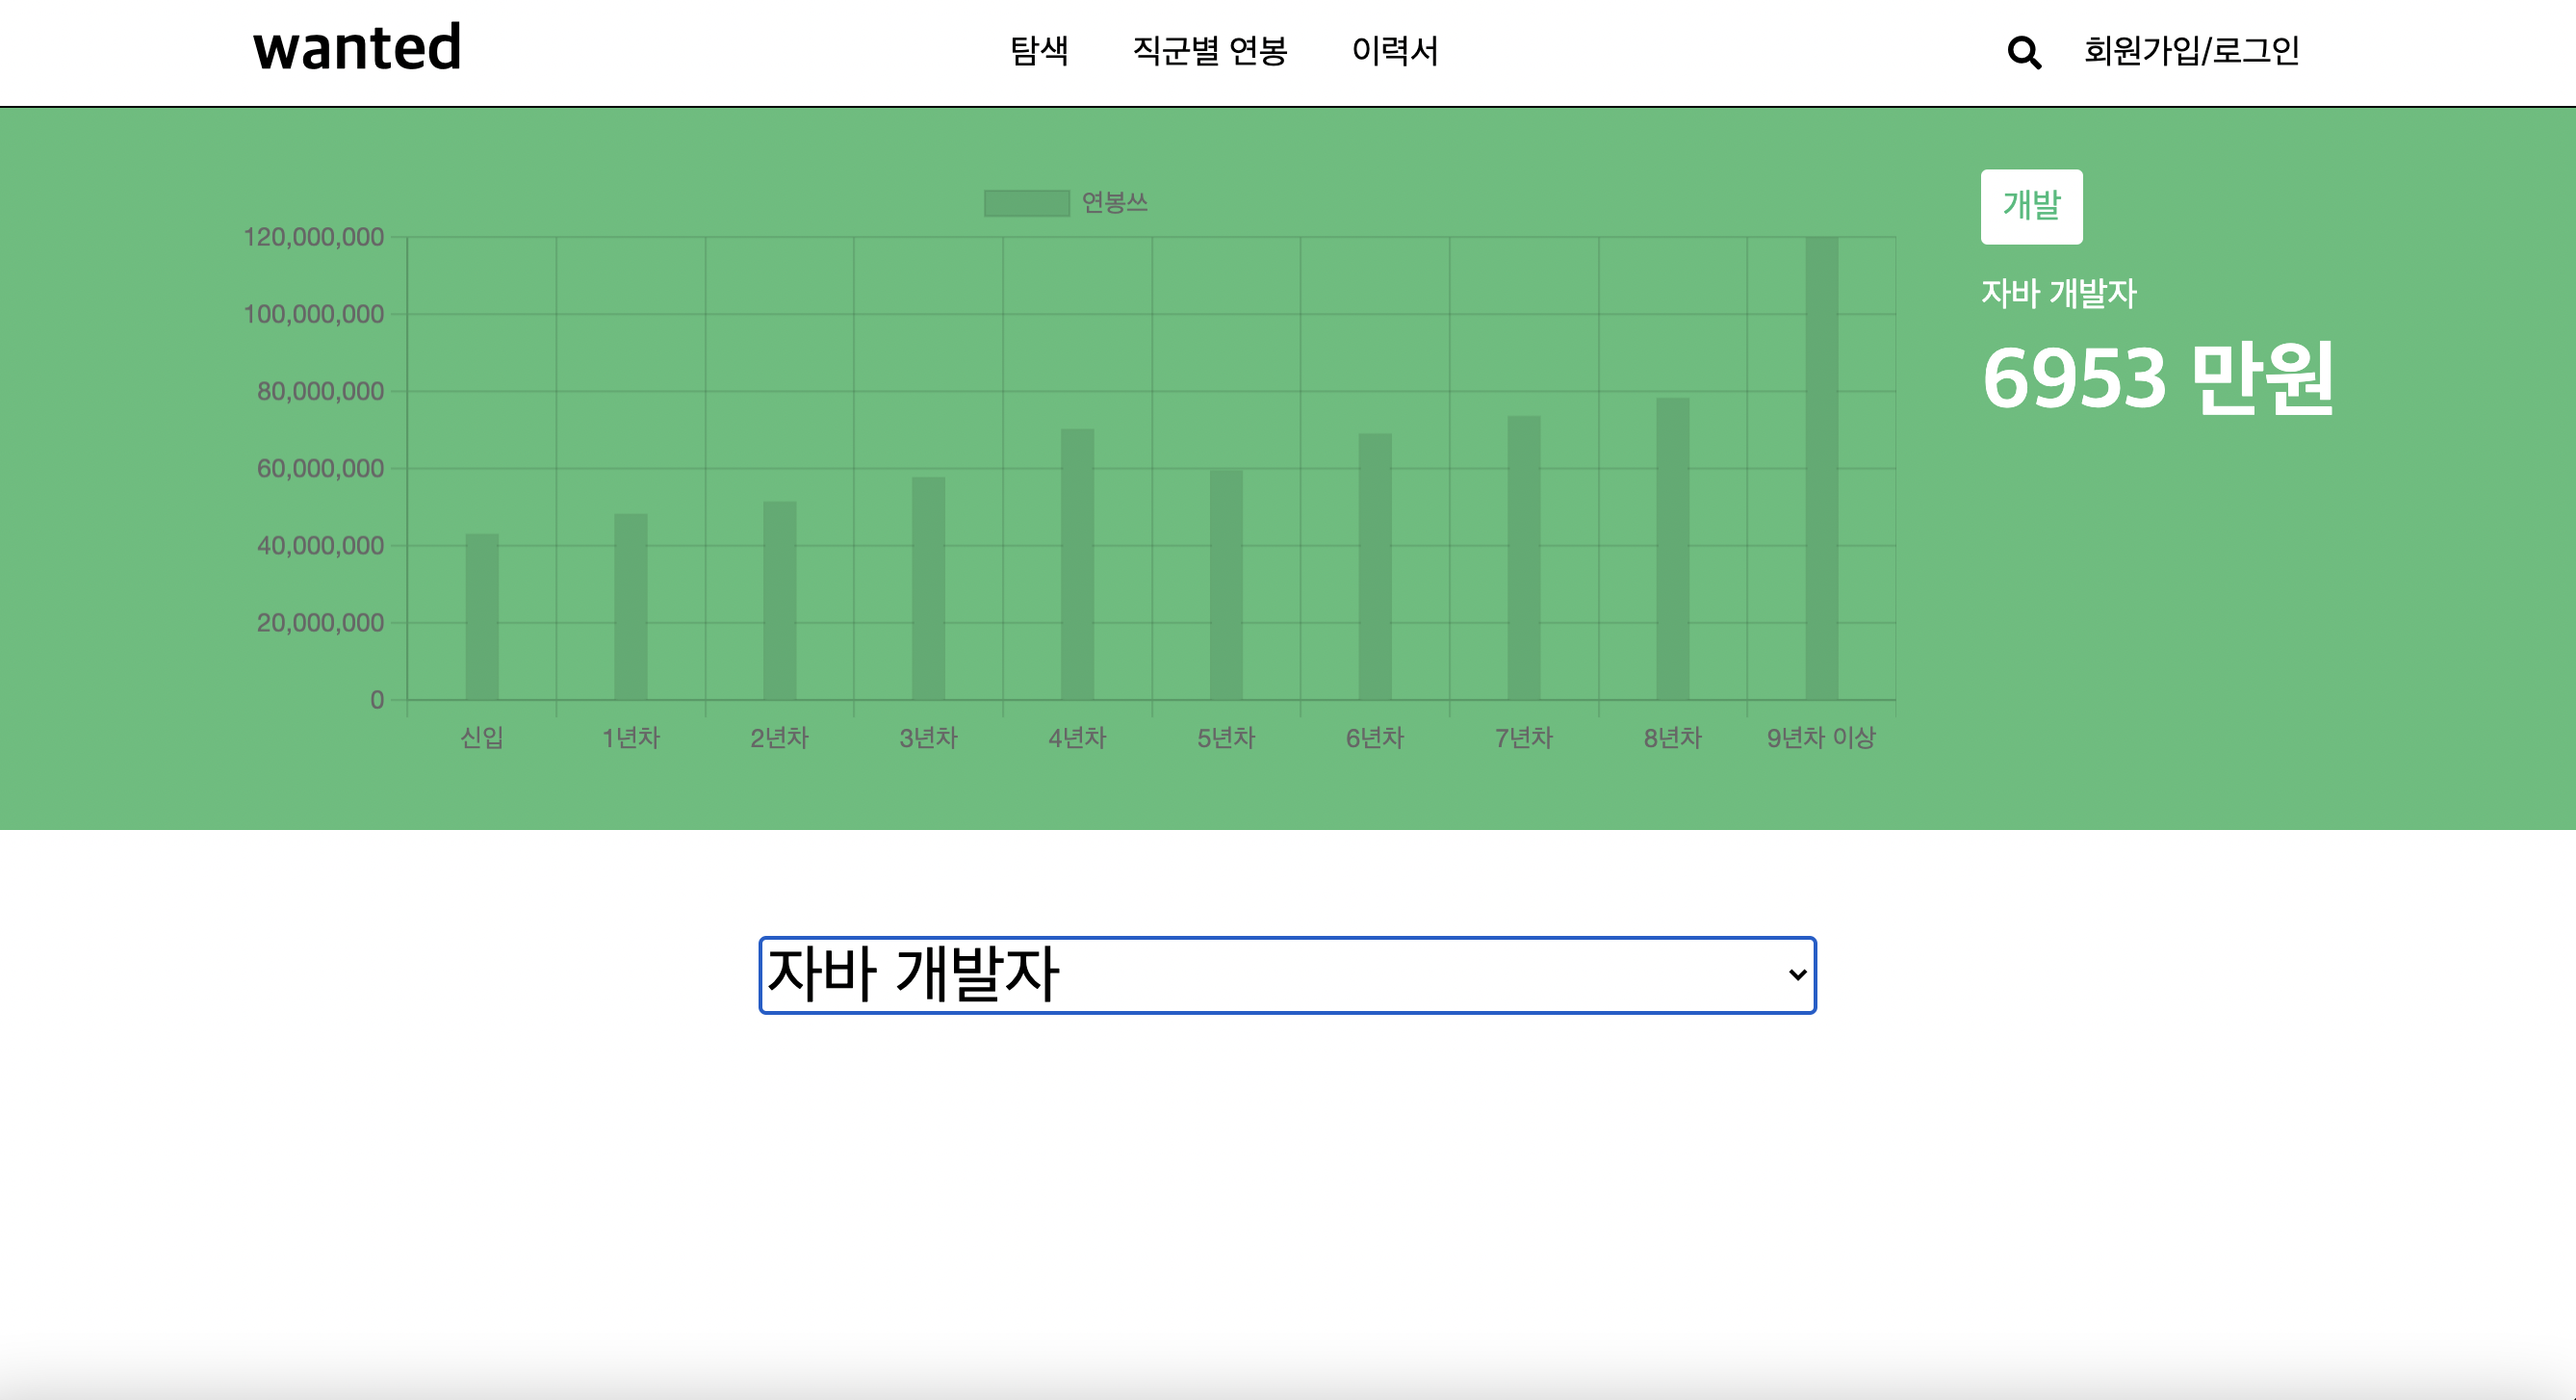 wanted
탐색 직군별 연봉 이력서
회원가입/로그인
연봉쓰
120,000,000
100,000,000
80,000,000
60,000,000
40,000,000
20,000,000
0
신입 1년차 2년차 3년차 4년차 5년차 6년차 7년차 8년차 9년차 이상
개발
자바 개발자
6953 만원
자바 개발자